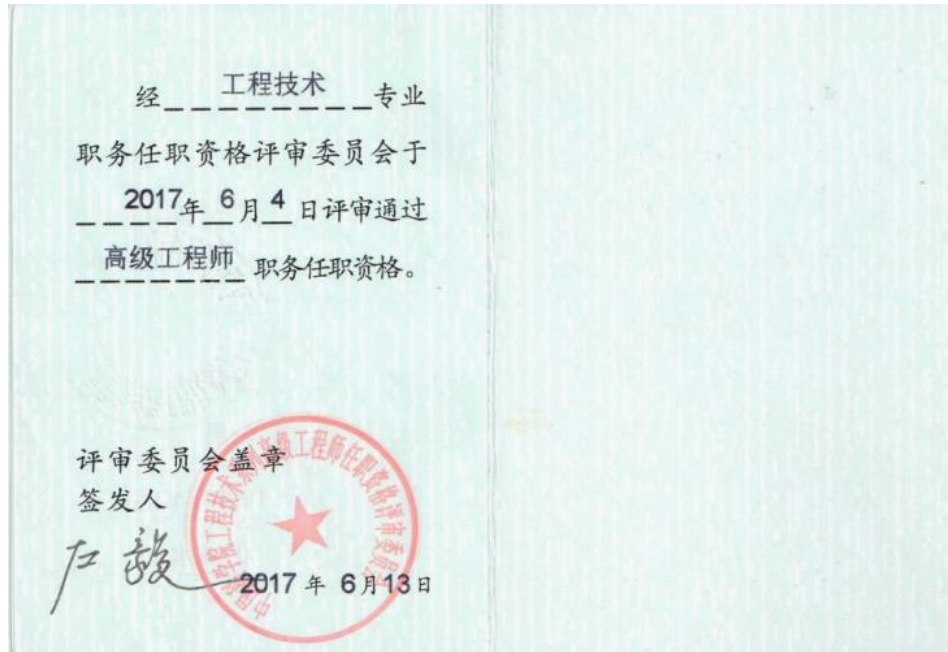 经 工程技术 专业
职务任职资格评审委员会于
2017年 6 月 4 日评审通过
高级工程师 职务任职资格。
评审委员会盖章
签发人
2017 年 6月13日